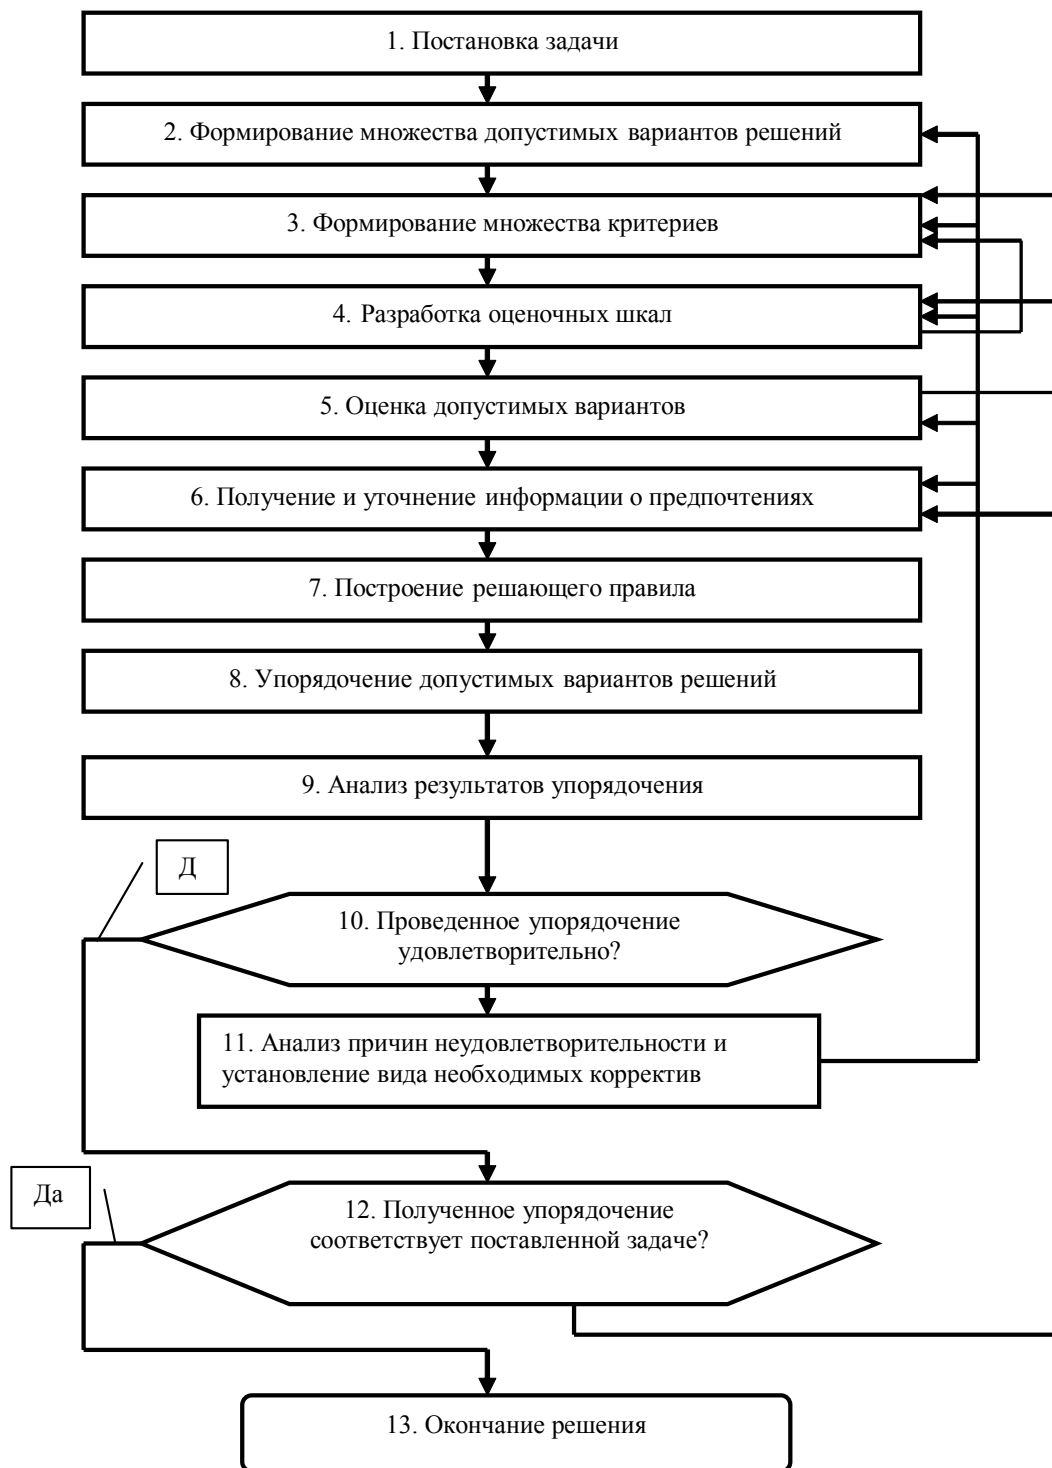 1. Постановка задачи
2. Формирование множества допустимых вариантов решений
3. Формирование множества критериев
4. Разработка оценочных шкал
5. Оценка допустимых вариантов
6. Получение и уточнение информации о предпочтениях
7. Построение решающего правила
8. Упорядочение допустимых вариантов решений
9. Анализ результатов упорядочения
Д
10. Проведенное упорядочение
удовлетворительно?
11. Анализ причин неудовлетворительности и
установление вида необходимых корректив
Да
12. Полученное упорядочение
соответствует поставленной задаче?
13. Окончание решения